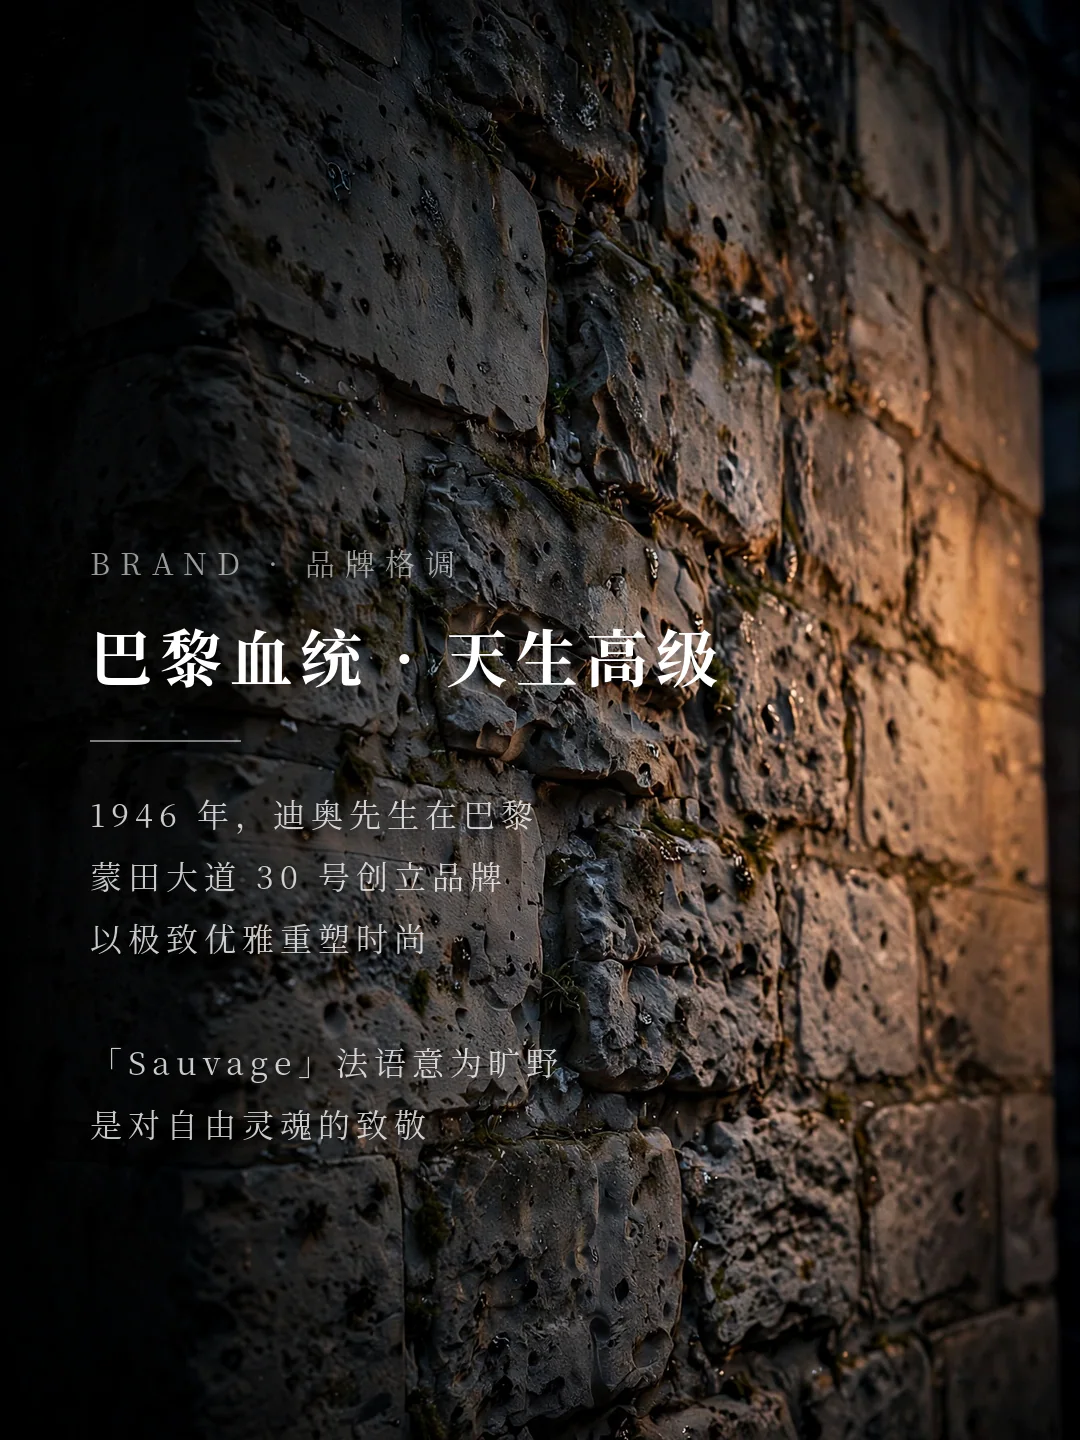 BRAND · 品牌格调
巴黎血统 · 天生高级
1946 年，迪奥先生在巴黎
蒙田大道 30 号创立品牌
以极致优雅重塑时尚
「Sauvage」法语意为旷野
是对自由灵魂的致敬